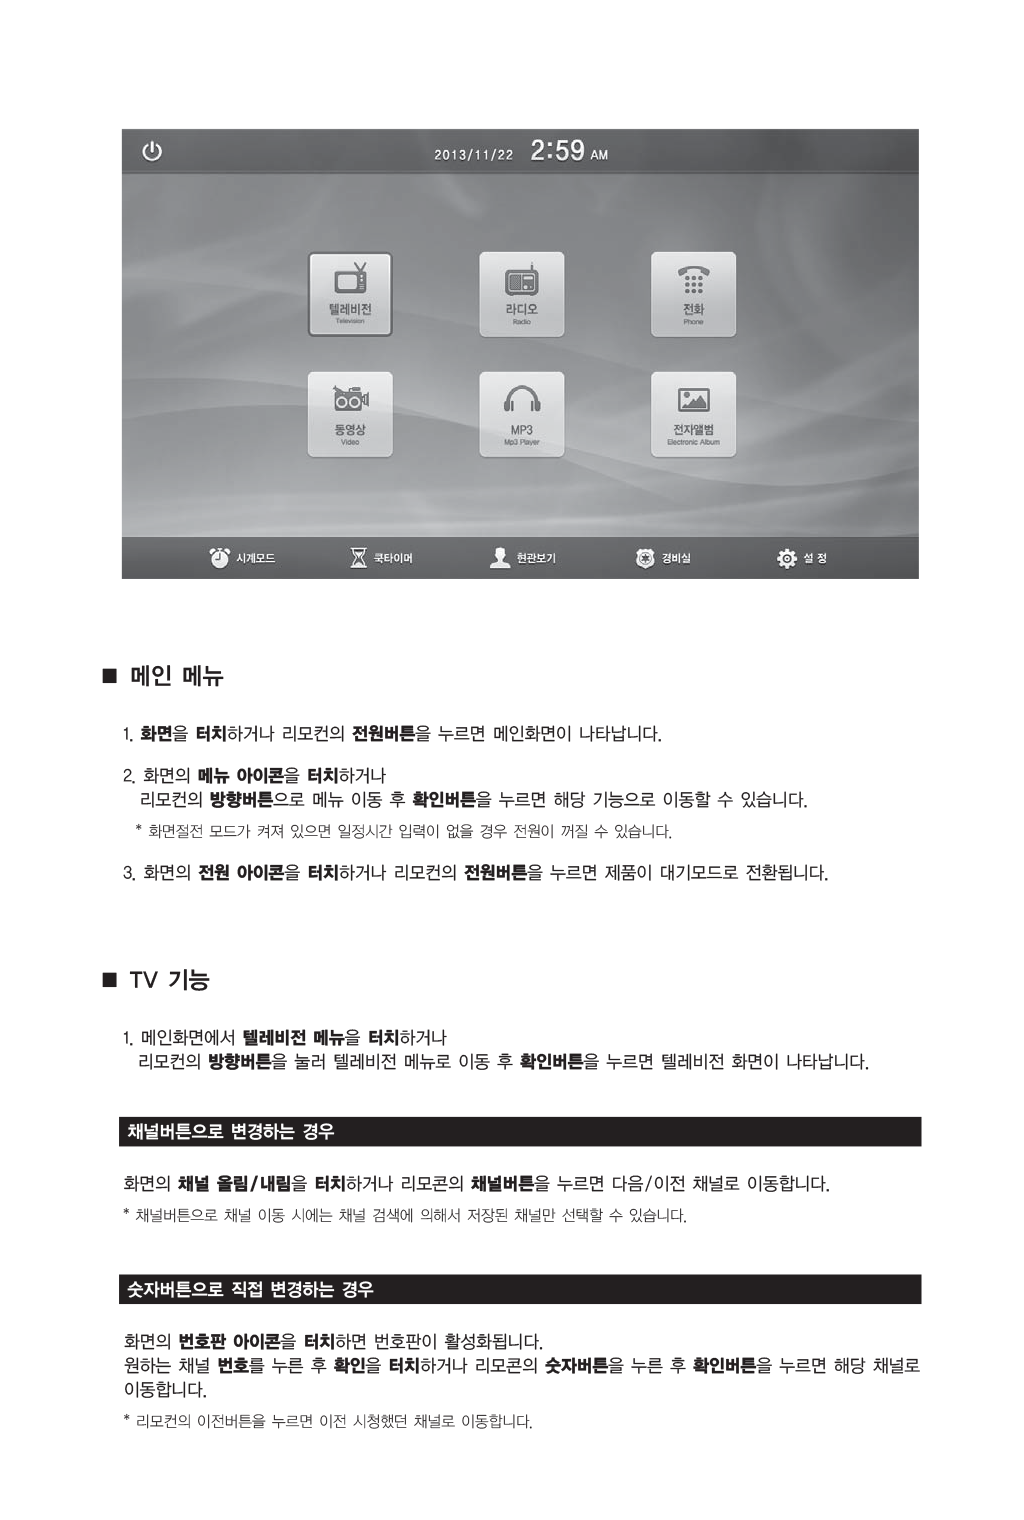 2013/11/22 2:59 AM
텔레비전
Television
라디오
Radio
전화
Phone
동영상
Video
MP3
Mp3 Player
전자앨범
Electronic Album
시계모드 쿡타이머 현관보기 경비실 설 정
■ 메인 메뉴
1. 화면을 터치하거나 리모컨의 전원버튼을 누르면 메인화면이 나타납니다.
2. 화면의 메뉴 아이콘을 터치하거나
리모컨의 방향버튼으로 메뉴 이동 후 확인버튼을 누르면 해당 기능으로 이동할 수 있습니다.
* 화면절전 모드가 켜져 있으면 일정시간 입력이 없을 경우 전원이 꺼질 수 있습니다.
3. 화면의 전원 아이콘을 터치하거나 리모컨의 전원버튼을 누르면 제품이 대기모드로 전환됩니다.
■ TV 기능
1. 메인화면에서 텔레비전 메뉴을 터치하거나
리모컨의 방향버튼을 눌러 텔레비전 메뉴로 이동 후 확인버튼을 누르면 텔레비전 화면이 나타납니다.
채널버튼으로 변경하는 경우
화면의 채널 올림/내림을 터치하거나 리모콘의 채널버튼을 누르면 다음/이전 채널로 이동합니다.
* 채널버튼으로 채널 이동 시에는 채널 검색에 의해서 저장된 채널만 선택할 수 있습니다.
숫자버튼으로 직접 변경하는 경우
화면의 번호판 아이콘을 터치하면 번호판이 활성화됩니다.
원하는 채널 번호를 누른 후 확인을 터치하거나 리모콘의 숫자버튼을 누른 후 확인버튼을 누르면 해당 채널로
이동합니다.
* 리모컨의 이전버튼을 누르면 이전 시청했던 채널로 이동합니다.